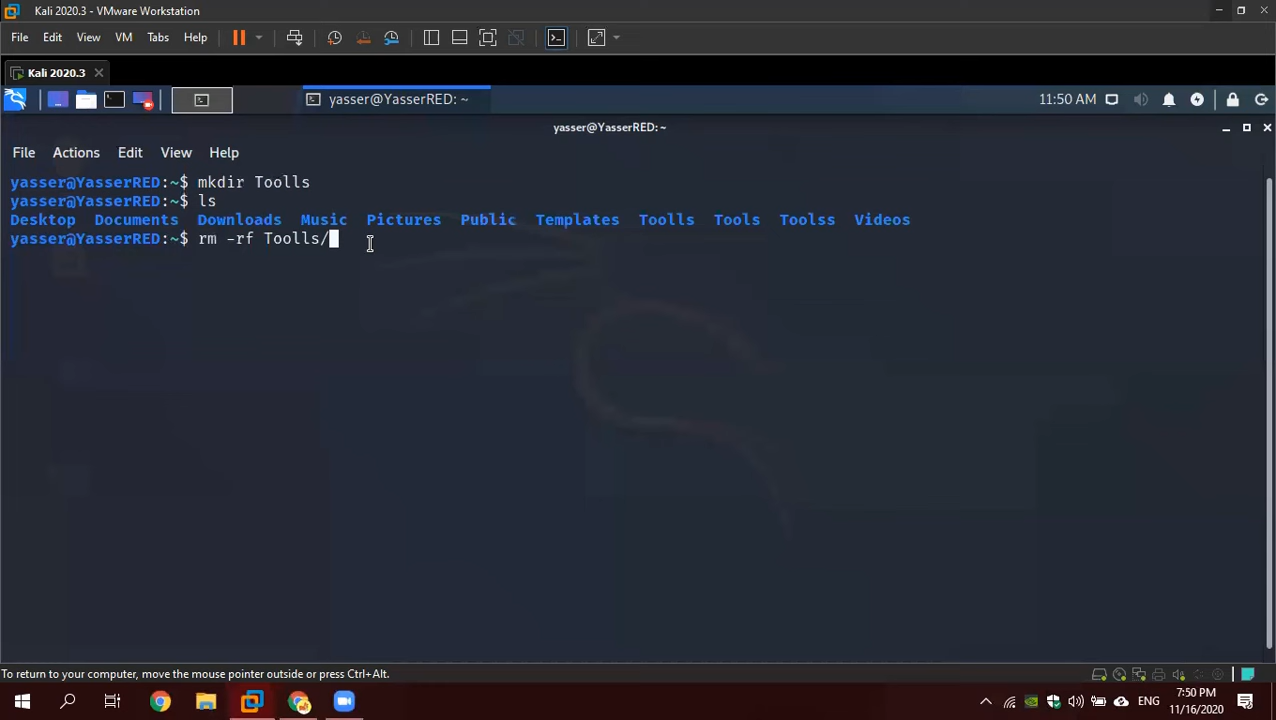 Kali 2020.3 - VMware Workstation
File Edit View VM Tabs Help
Kali 2020.3
yasser@YasserRED: ~ 11:50 AM
yasser@YasserRED: ~
File Actions Edit View Help
yasser@YasserRED:~$ mkdir Toolls
yasser@YasserRED:~$ ls
Desktop Documents Downloads Music Pictures Public Templates Toolls Tools Toolss Videos
yasser@YasserRED:~$ rm -rf Toolls/
To return to your computer, move the mouse pointer outside or press Ctrl+Alt.
ENG 7:50 PM
11/16/2020